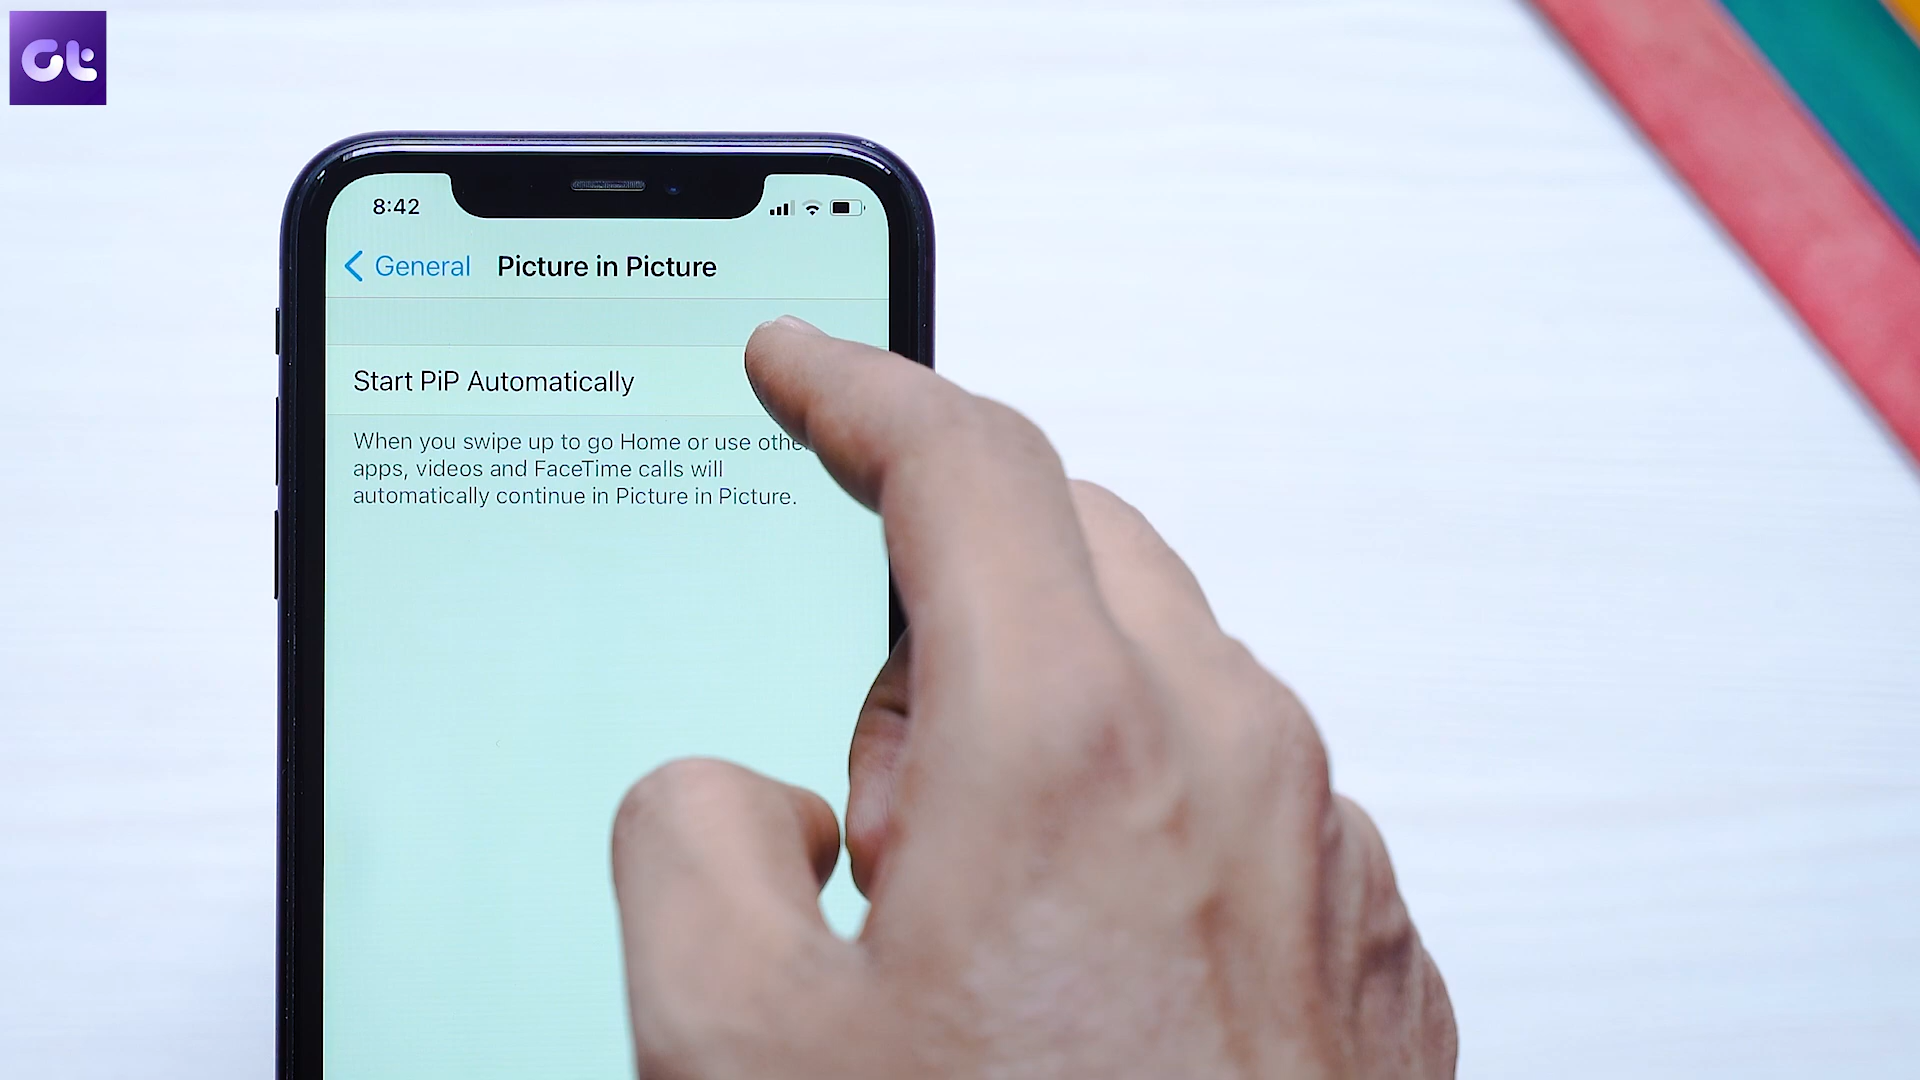 Gt
8:42
General Picture in Picture
Start PiP Automatically
When you swipe up to go Home or use othe
apps, videos and FaceTime calls will
automatically continue in Picture in Picture.